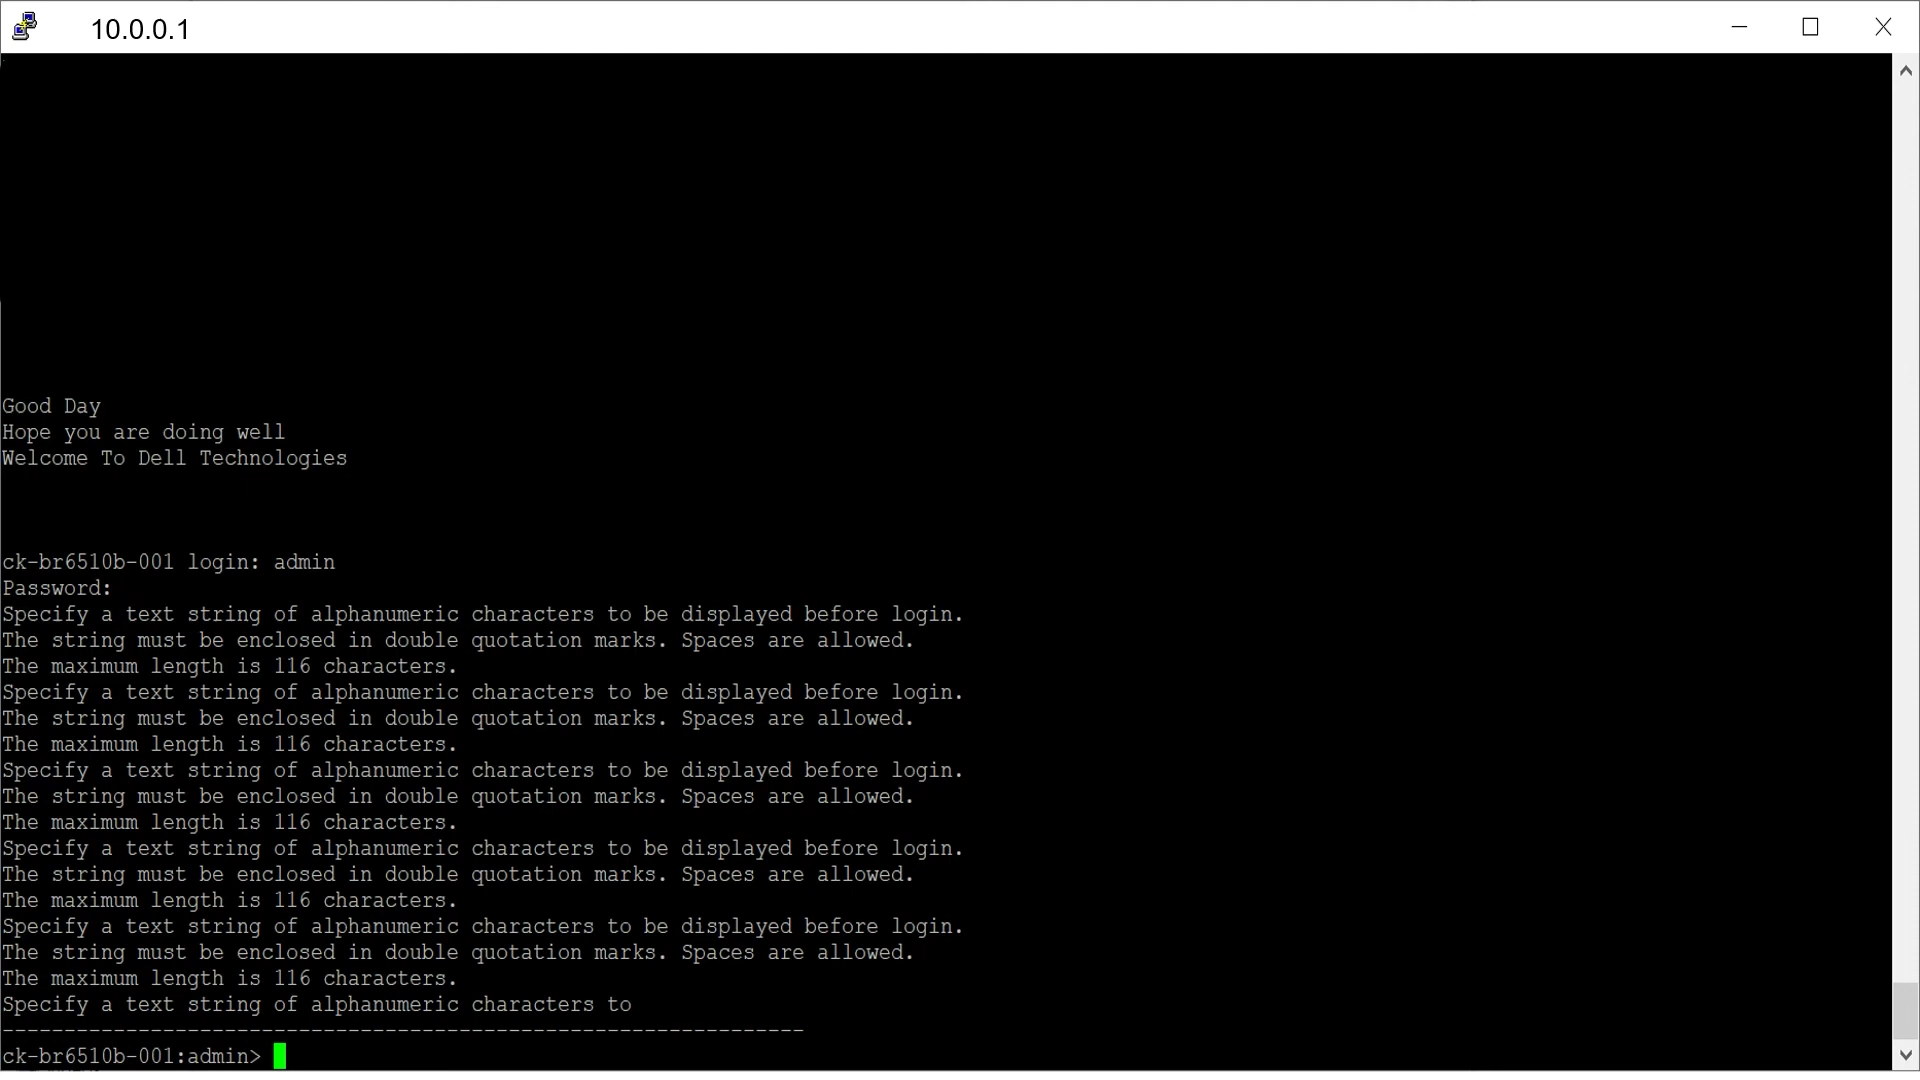 10.0.0.1
Good Day
Hope you are doing well
Welcome To Dell Technologies
ck-br6510b-001 login: admin
Password:
Specify a text string of alphanumeric characters to be displayed before login.
The string must be enclosed in double quotation marks. Spaces are allowed.
The maximum length is 116 characters.
Specify a text string of alphanumeric characters to be displayed before login.
The string must be enclosed in double quotation marks. Spaces are allowed.
The maximum length is 116 characters.
Specify a text string of alphanumeric characters to be displayed before login.
The string must be enclosed in double quotation marks. Spaces are allowed.
The maximum length is 116 characters.
Specify a text string of alphanumeric characters to be displayed before login.
The string must be enclosed in double quotation marks. Spaces are allowed.
The maximum length is 116 characters.
Specify a text string of alphanumeric characters to be displayed before login.
The string must be enclosed in double quotation marks. Spaces are allowed.
The maximum length is 116 characters.
Specify a text string of alphanumeric characters to
-----------------------------------------------------------------
ck-br6510b-001:admin>